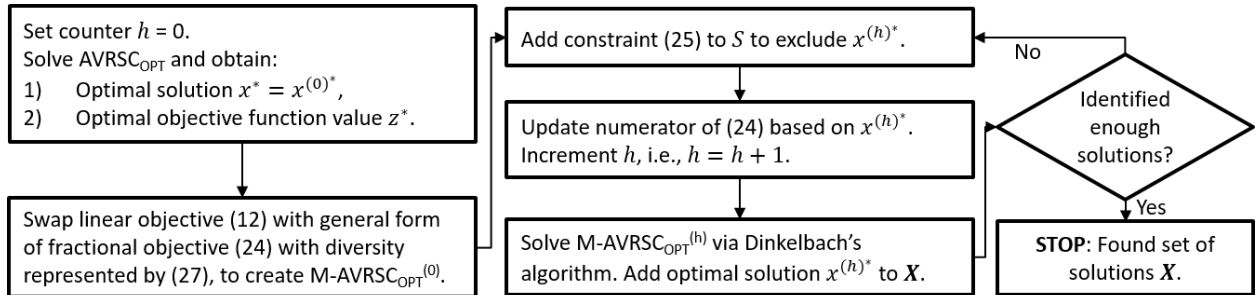 Set counter ℎ = 0.
Solve AVRSC_OPT and obtain:
1) Optimal solution 𝑥* = 𝑥^(0)*,
2) Optimal objective function value 𝑧*.
Swap linear objective (12) with general form
of fractional objective (24) with diversity
represented by (27), to create M-AVRSC_OPT^(0).
Add constraint (25) to 𝑆 to exclude 𝑥^(ℎ)*.
Update numerator of (24) based on 𝑥^(ℎ)*.
Increment ℎ, i.e., ℎ = ℎ + 1.
Solve M-AVRSC_OPT^(h) via Dinkelbach's
algorithm. Add optimal solution 𝑥^(ℎ)* to 𝑿.
No
Identified
enough
solutions?
Yes
STOP: Found set of
solutions 𝑿.